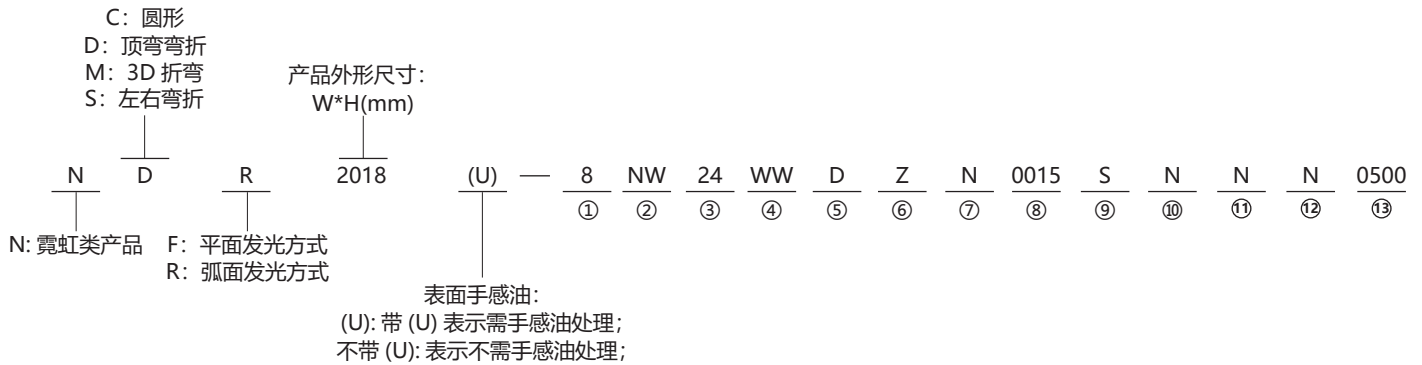 C：圆形
D：顶弯弯折
M：3D 折弯
S：左右弯折
产品外形尺寸：
W*H(mm)
N D R 2018 (U) — 8 NW 24 WW D Z N 0015 S N N N 0500
① ② ③ ④ ⑤ ⑥ ⑦ ⑧ ⑨ ⑩ ⑪ ⑫ ⑬
N: 霓虹类产品
F：平面发光方式
R：弧面发光方式
表面手感油：
(U): 带 (U) 表示需手感油处理；
不带 (U): 表示不需手感油处理；